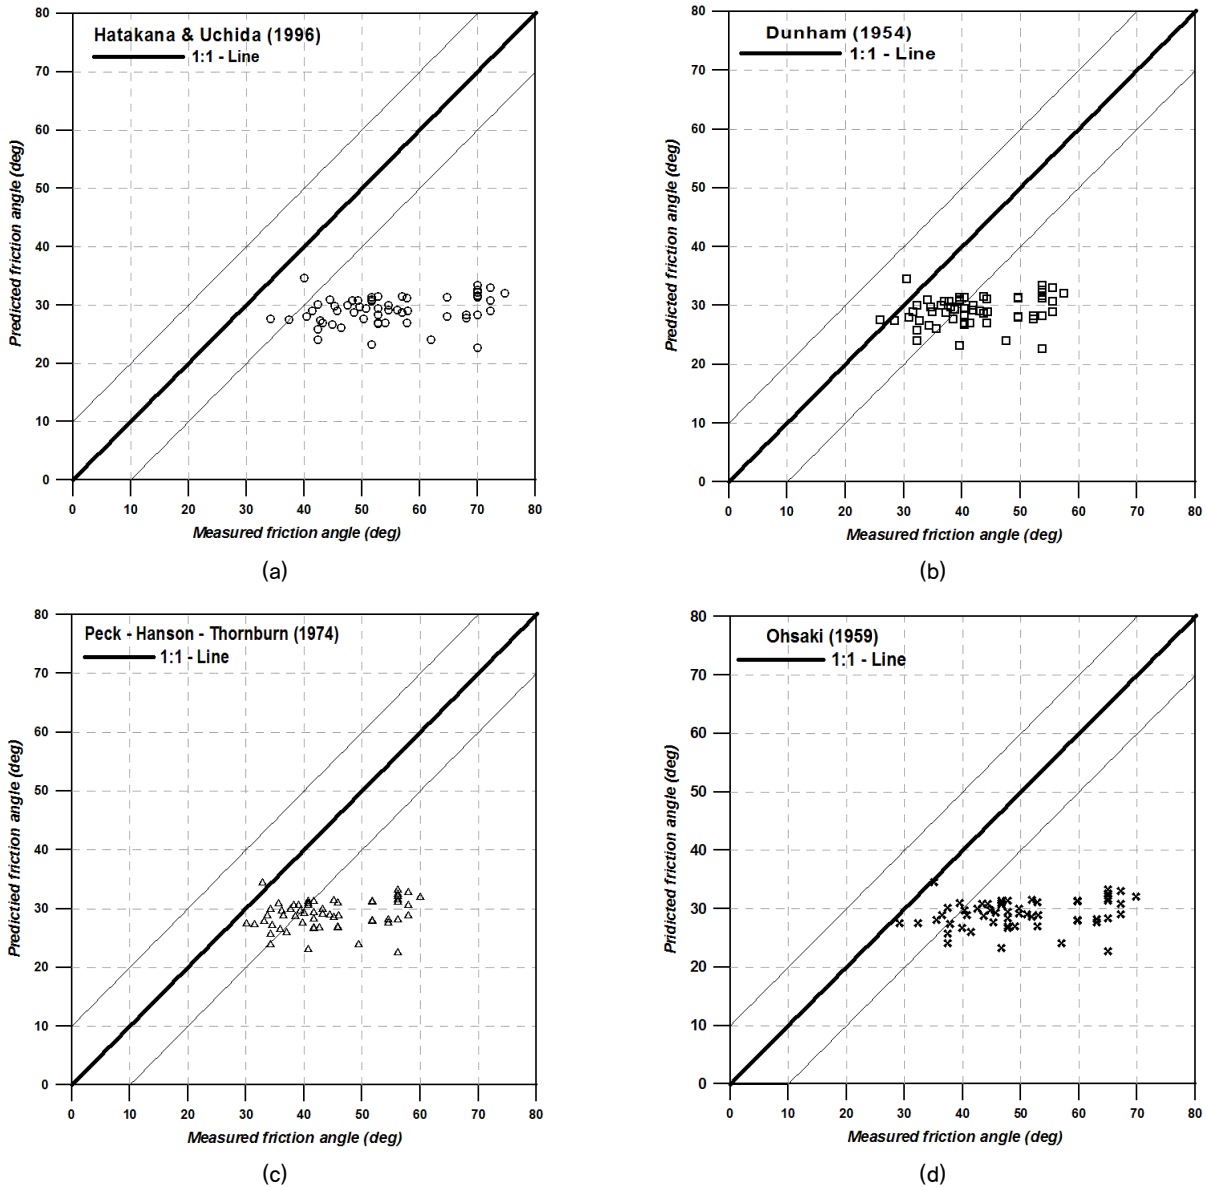 Hatakana & Uchida (1996)
1:1 - Line
Predicted friction angle (deg)
80
70
60
50
40
30
20
10
0
0 10 20 30 40 50 60 70 80
Measured friction angle (deg)
(a)
Dunham (1954)
1:1 - Line
Predicted friction angle (deg)
80
70
60
50
40
30
20
10
0
0 10 20 30 40 50 60 70 80
Measured friction angle (deg)
(b)
Peck - Hanson - Thornburn (1974)
1:1 - Line
Predictied friction angle (deg)
80
70
60
50
40
30
20
10
0
0 10 20 30 40 50 60 70 80
Measured friction angle (deg)
(c)
Ohsaki (1959)
1:1 - Line
Pridicted friction angle (deg)
80
70
60
50
40
30
20
10
0
0 10 20 30 40 50 60 70 80
Measured friction angle (deg)
(d)